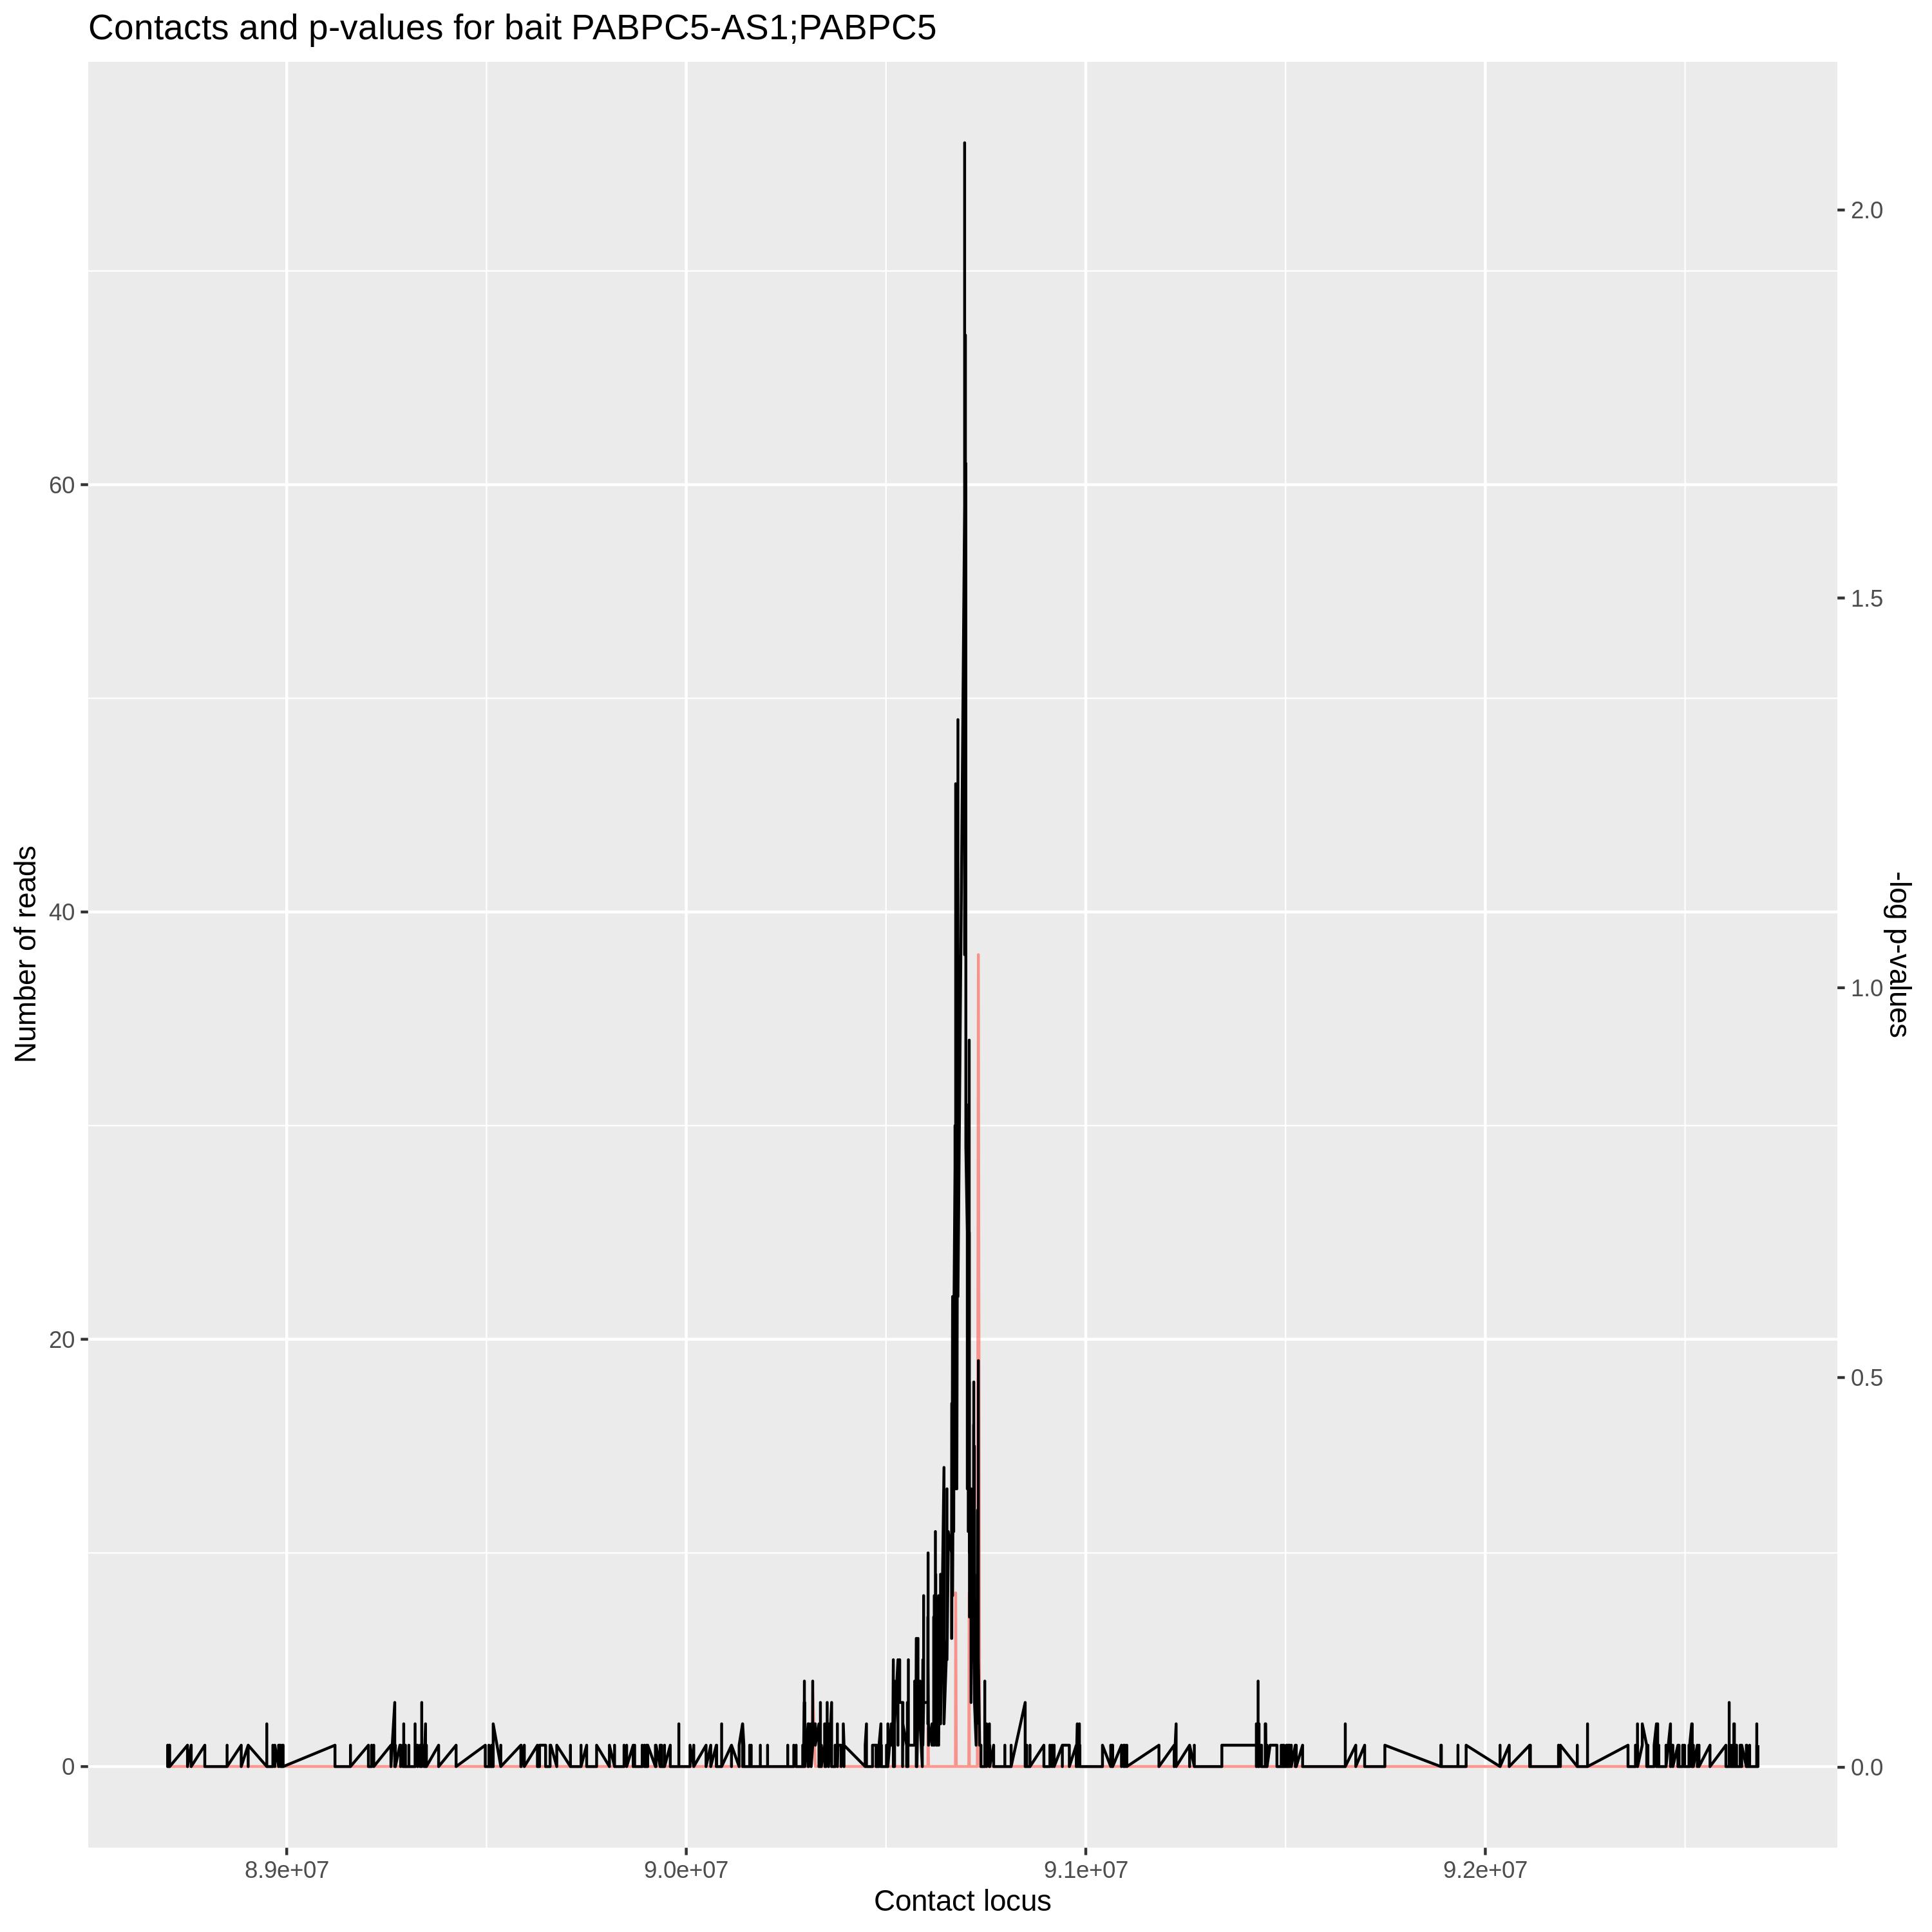 Contacts and p-values for bait PABPC5-AS1;PABPC5
Number of reads
60
40
20
0
2.0
1.5
1.0
0.5
0.0
-log p-values
8.9e+07
9.0e+07
9.1e+07
9.2e+07
Contact locus